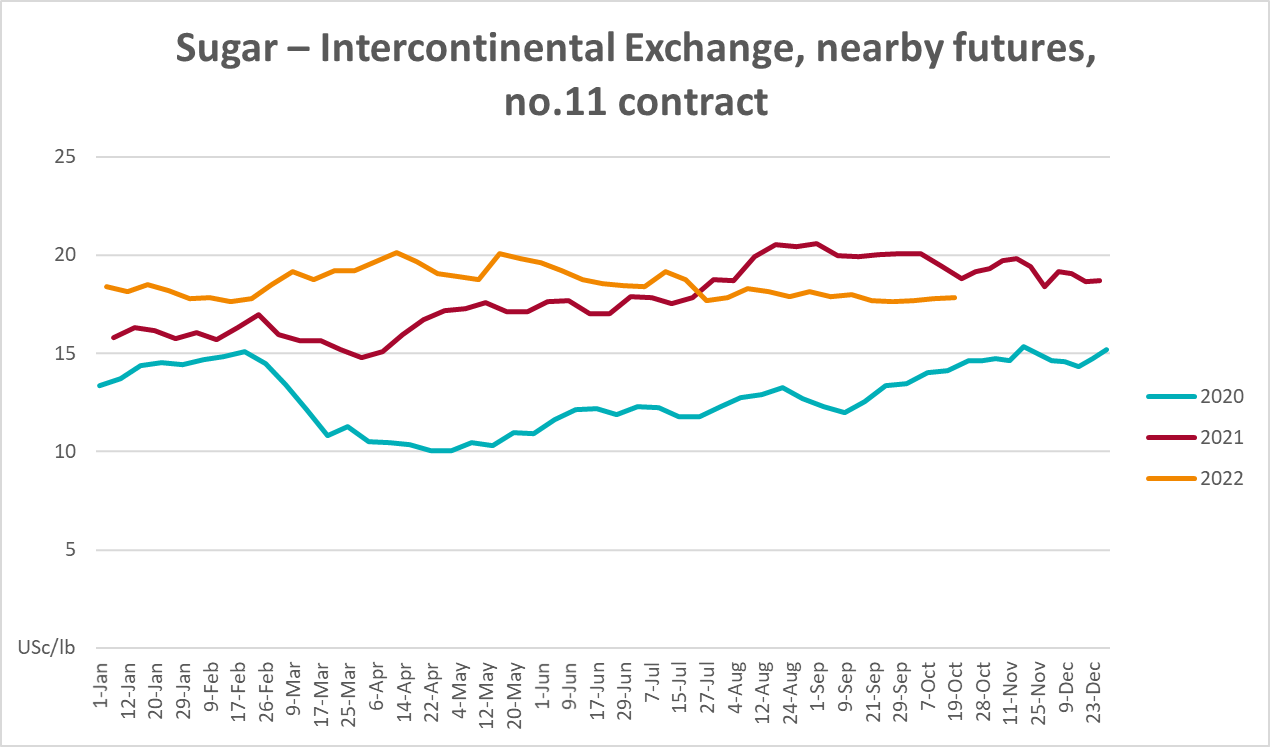 Sugar – Intercontinental Exchange, nearby futures,
no.11 contract
25
20
15
10
5
USc/lb
2020
2021
2022
1-Jan
12-Jan
20-Jan
29-Jan
9-Feb
17-Feb
26-Feb
9-Mar
17-Mar
25-Mar
6-Apr
14-Apr
22-Apr
4-May
12-May
20-May
1-Jun
9-Jun
17-Jun
29-Jun
7-Jul
15-Jul
27-Jul
4-Aug
12-Aug
24-Aug
1-Sep
9-Sep
21-Sep
29-Sep
7-Oct
19-Oct
28-Oct
11-Nov
25-Nov
9-Dec
23-Dec